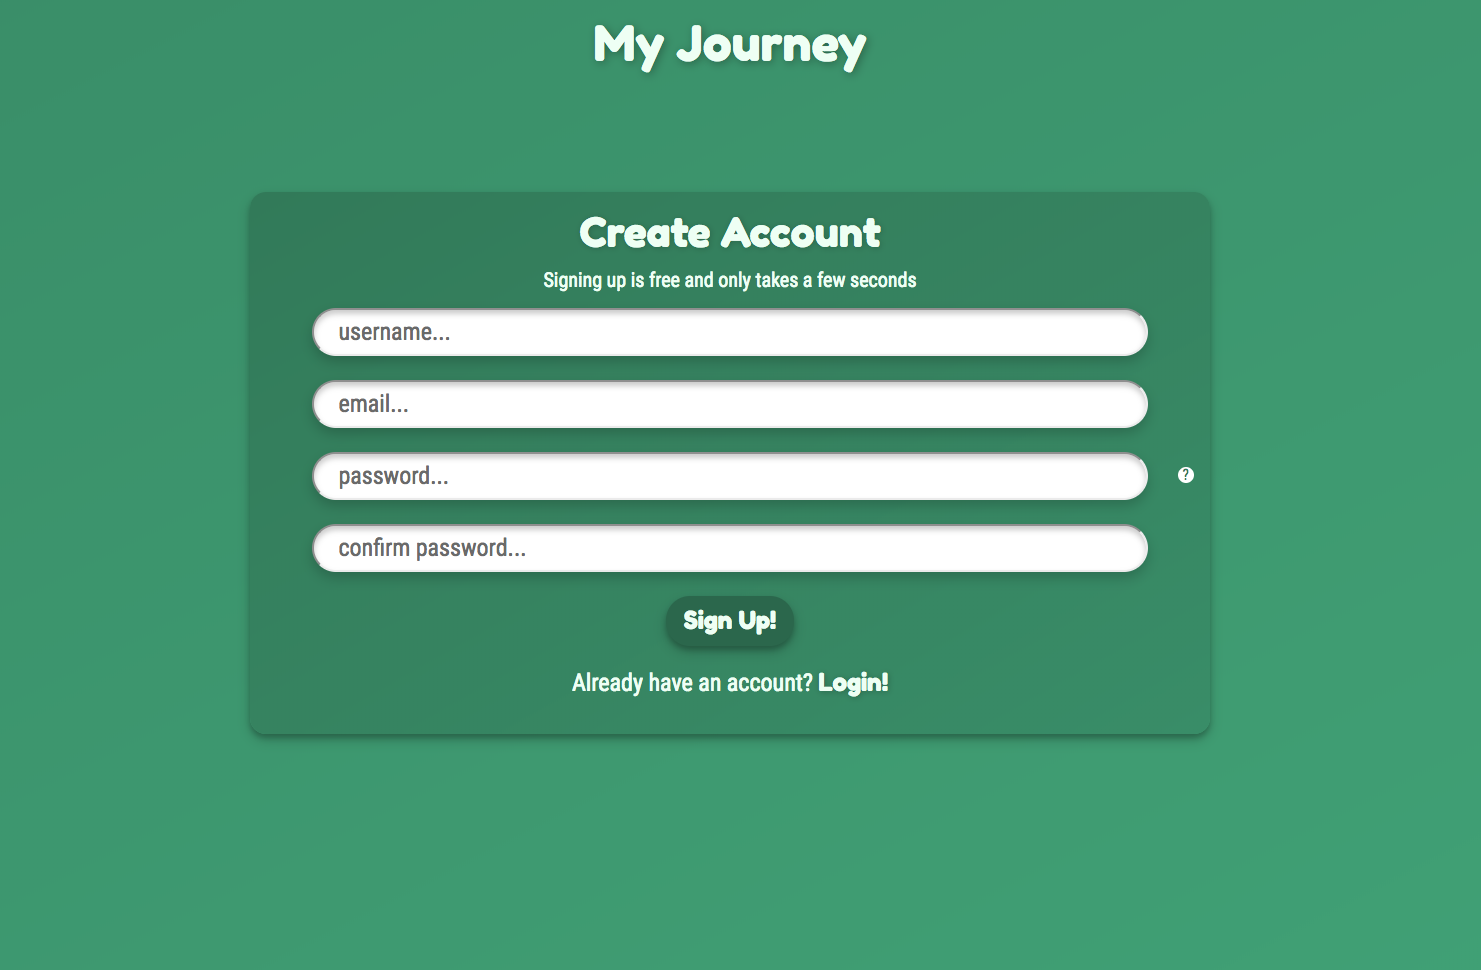 My Journey
Create Account
Signing up is free and only takes a few seconds
username...
email...
password...
?
confirm password...
Sign Up!
Already have an account? Login!